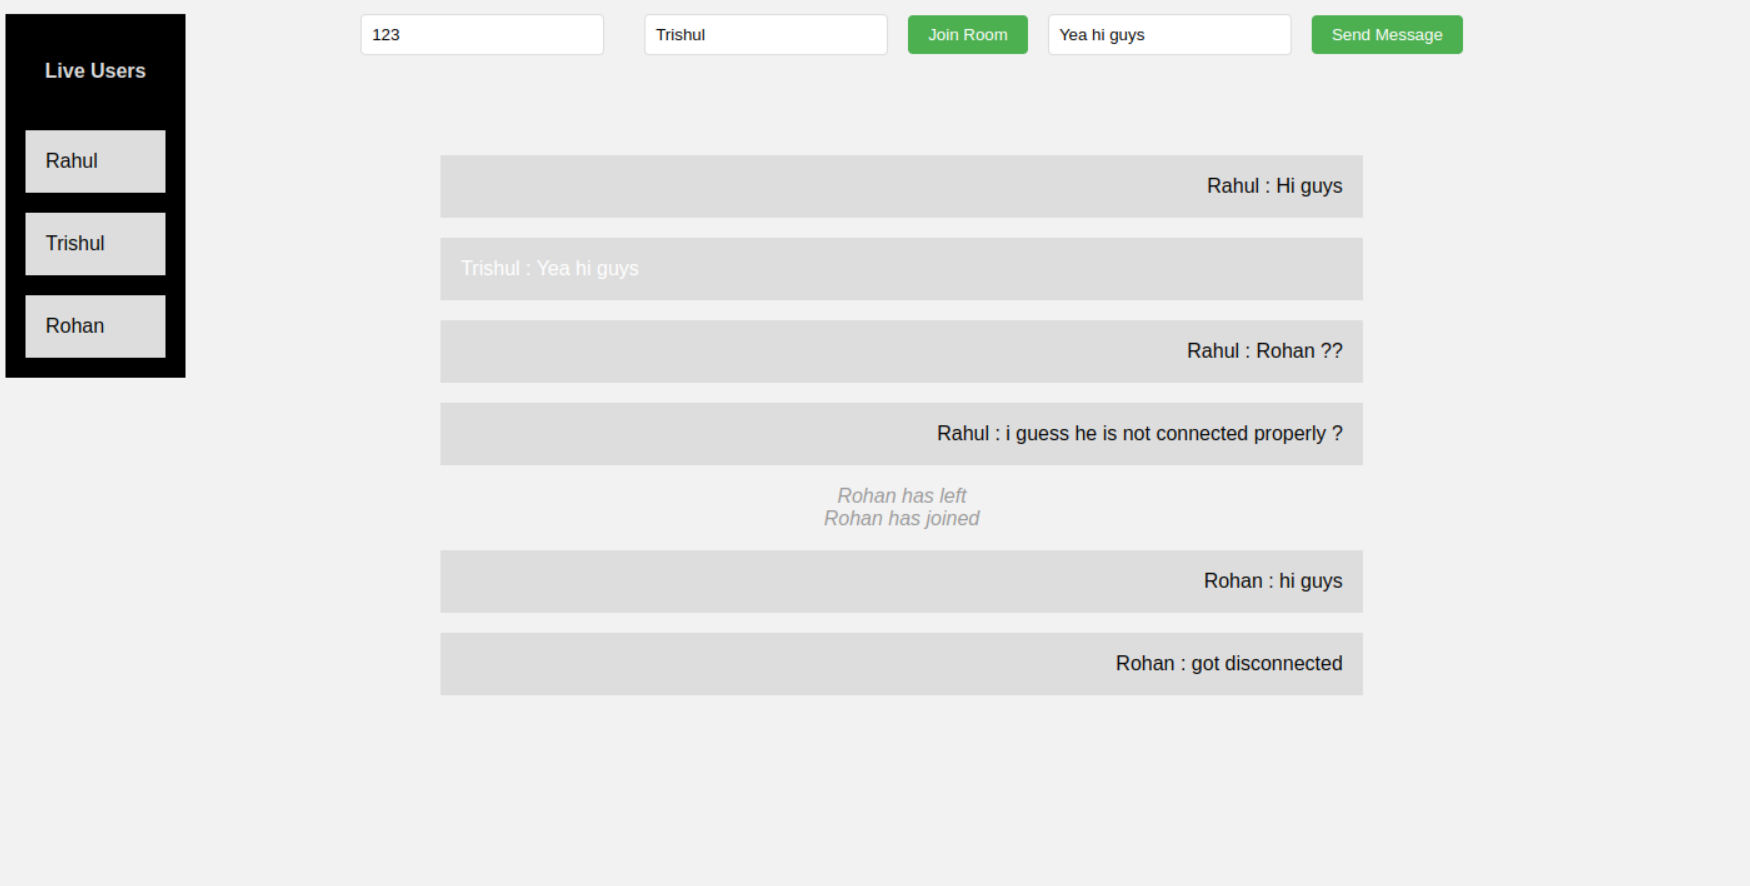 123
Trishul
Join Room
Yea hi guys
Send Message
Live Users
Rahul
Trishul
Rohan
Rahul : Hi guys
Trishul : Yea hi guys
Rahul : Rohan ??
Rahul : i guess he is not connected properly ?
Rohan has left
Rohan has joined
Rohan : hi guys
Rohan : got disconnected